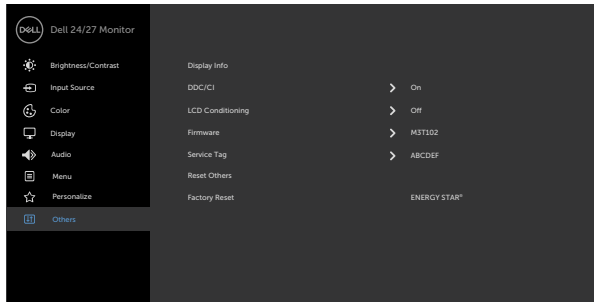 DELL Dell 24/27 Monitor
Brightness/Contrast Display Info
Input Source DDC/CI On
Color LCD Conditioning Off
Display Firmware M3T102
Audio Service Tag ABCDEF
Menu Reset Others
Personalize Factory Reset ENERGY STAR®
Others